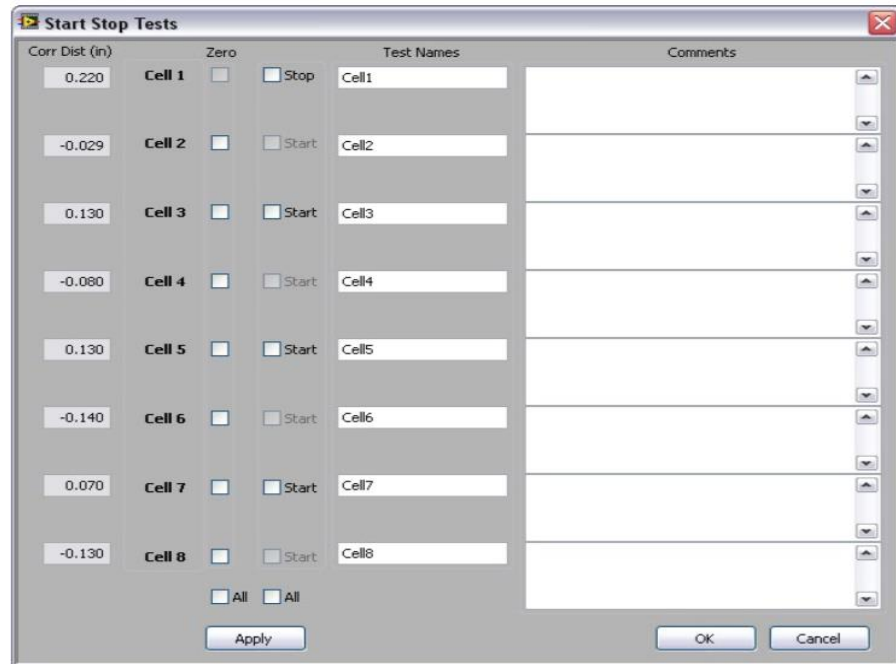 Start Stop Tests
Corr Dist (in) Zero Test Names Comments
0.220 Cell 1 Stop Cell1
-0.029 Cell 2 Start Cell2
0.130 Cell 3 Start Cell3
-0.080 Cell 4 Start Cell4
0.130 Cell 5 Start Cell5
-0.140 Cell 6 Start Cell6
0.070 Cell 7 Start Cell7
-0.130 Cell 8 Start Cell8
All All
Apply OK Cancel